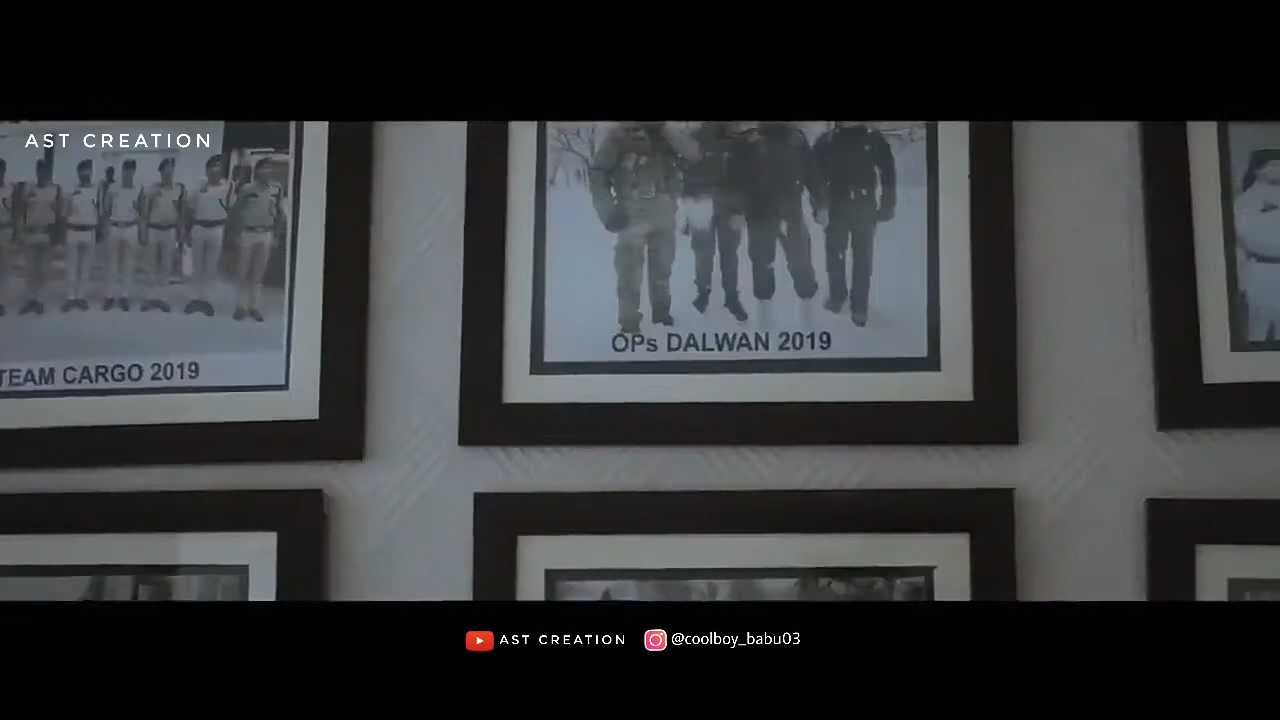 AST CREATION
TEAM CARGO 2019
OPs DALWAN 2019
AST CREATION @coolboy_babu03